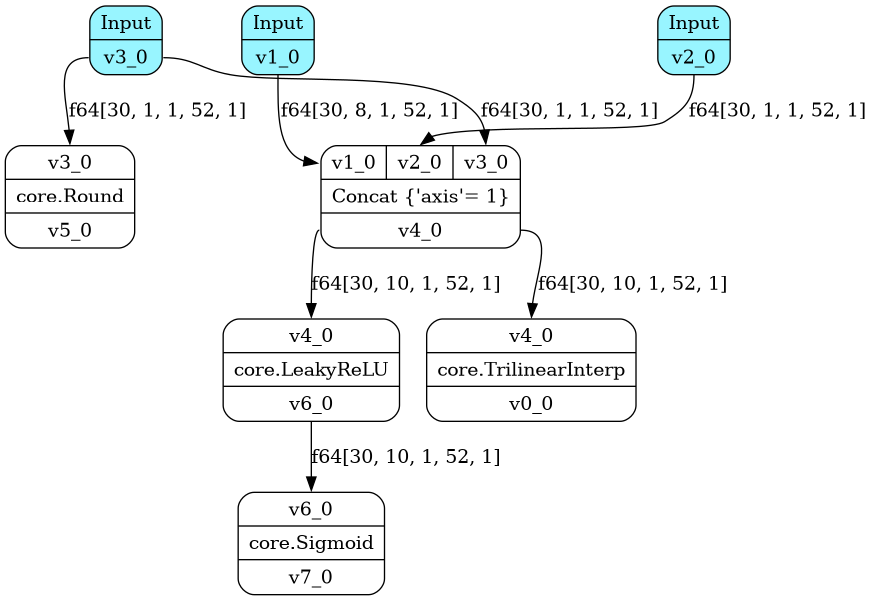 Input
v3_0
Input
v1_0
Input
v2_0
f64[30, 1, 1, 52, 1]
f64[30, 8, 1, 52, 1]
f64[30, 1, 1, 52, 1]
f64[30, 1, 1, 52, 1]
v3_0
core.Round
v5_0
v1_0 v2_0 v3_0
Concat {'axis'= 1}
v4_0
f64[30, 10, 1, 52, 1]
f64[30, 10, 1, 52, 1]
v4_0
core.LeakyReLU
v6_0
v4_0
core.TrilinearInterp
v0_0
f64[30, 10, 1, 52, 1]
v6_0
core.Sigmoid
v7_0